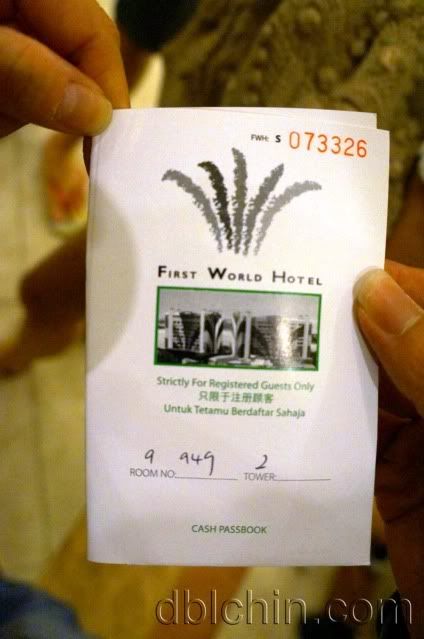 FWH: S 073326
FIRST WORLD HOTEL
Strictly For Registered Guests Only
只限于注册顾客
Untuk Tetamu Berdaftar Sahaja
9 949 2
ROOM NO: TOWER:
CASH PASSBOOK
dblchin.com